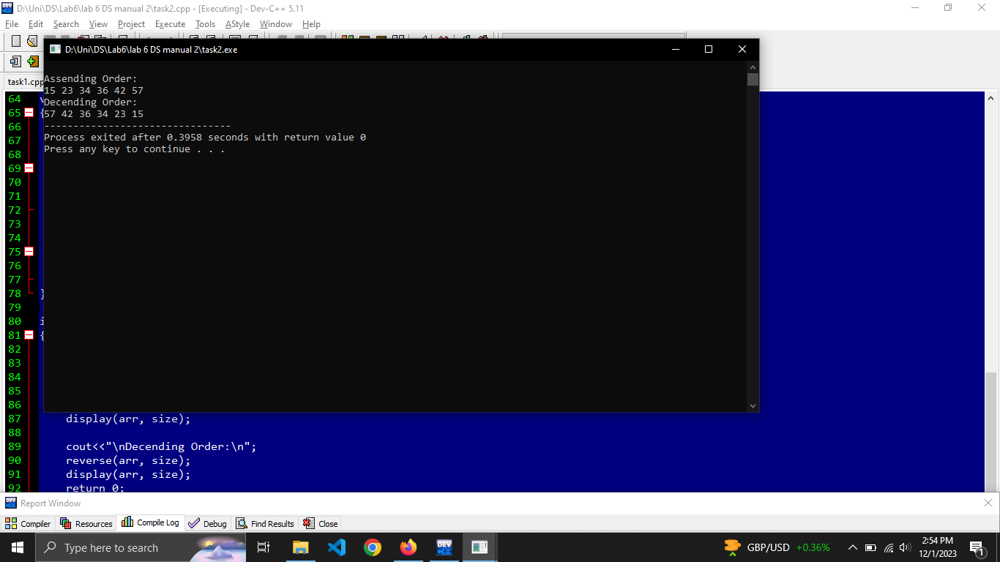 D:\Uni\DS\Lab6\lab 6 DS manual 2\task2.cpp - [Executing] - Dev-C++ 5.11
File Edit Search View Project Execute Tools AStyle Window Help
D:\Uni\DS\Lab6\lab 6 DS manual 2\task2.exe
task1.cpp
Assending Order:
15 23 34 36 42 57
Decending Order:
57 42 36 34 23 15
--------------------------------
Process exited after 0.3958 seconds with return value 0
Press any key to continue . . .
64
65 {
66
67
68
69
70
71
72
73
74
75
76
77
78 }
79
80 i
81 {
82
83
84
85
86
87 display(arr, size);
88
89 cout<<"\nDecending Order:\n";
90 reverse(arr, size);
91 display(arr, size);
92 return 0;
Report Window
Compiler Resources Compile Log Debug Find Results Close
Type here to search
GBP/USD +0.36%
2:54 PM
12/1/2023
1